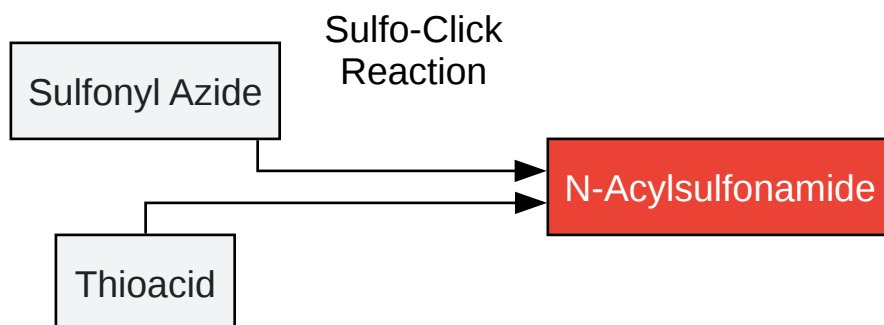 Sulfo-Click
Reaction
Sulfonyl Azide
N-Acylsulfonamide
Thioacid